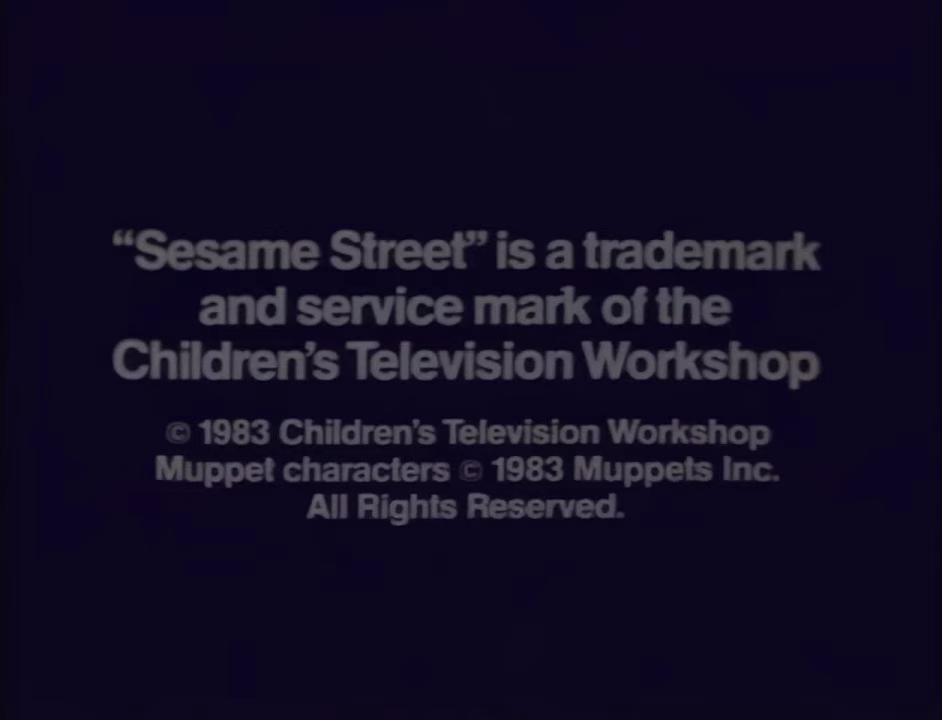 “Sesame Street” is a trademark
and service mark of the
Children’s Television Workshop
© 1983 Children’s Television Workshop
Muppet characters © 1983 Muppets Inc.
All Rights Reserved.